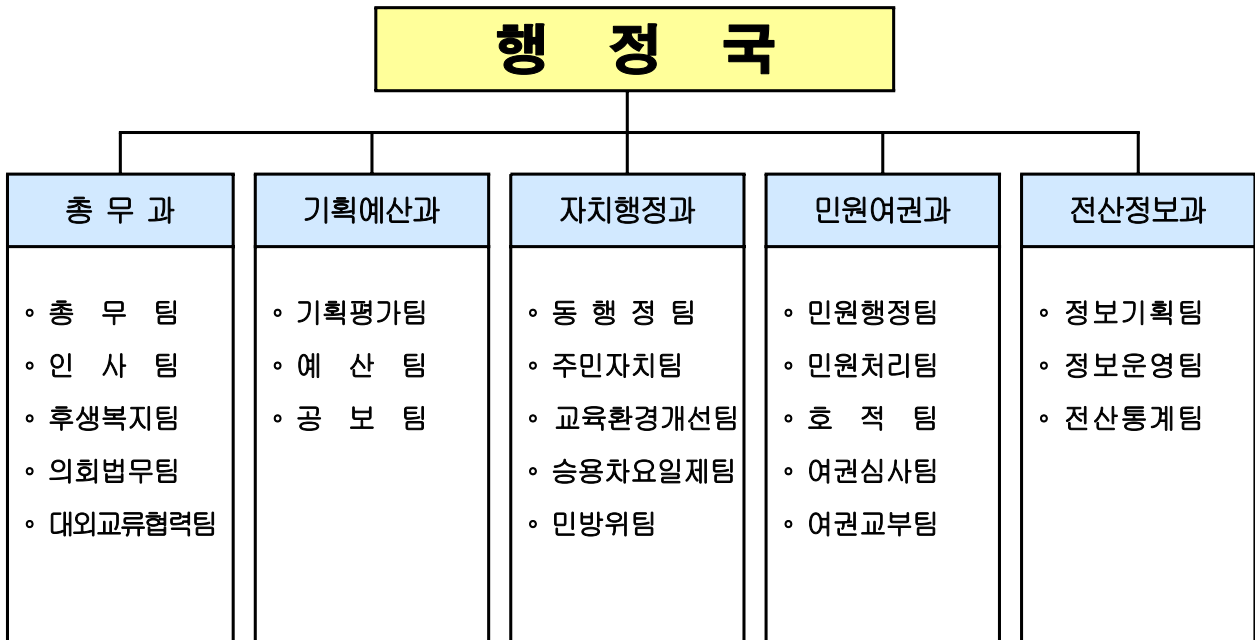 행 정 국
총 무 과
◦ 총 무 팀
◦ 인 사 팀
◦ 후생복지팀
◦ 의회법무팀
◦ 대외교류협력팀
기획예산과
◦ 기획평가팀
◦ 예 산 팀
◦ 공 보 팀
자치행정과
◦ 동 행 정 팀
◦ 주민자치팀
◦ 교육환경개선팀
◦ 승용차요일제팀
◦ 민방위팀
민원여권과
◦ 민원행정팀
◦ 민원처리팀
◦ 호 적 팀
◦ 여권심사팀
◦ 여권교부팀
전산정보과
◦ 정보기획팀
◦ 정보운영팀
◦ 전산통계팀